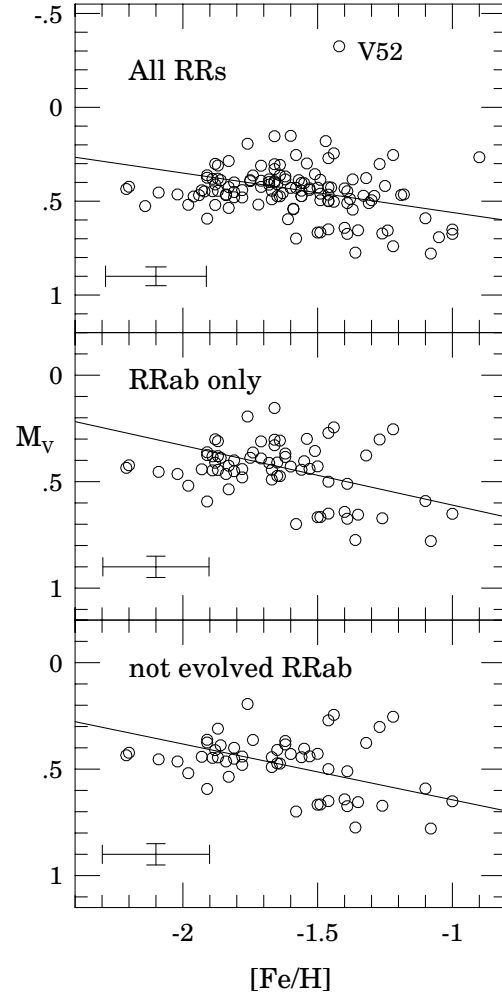 -.5
V52
All RRs
0
.5
1
RRab only
0
M_V
.5
1
not evolved RRab
0
.5
1
-2 -1.5 -1
[Fe/H]